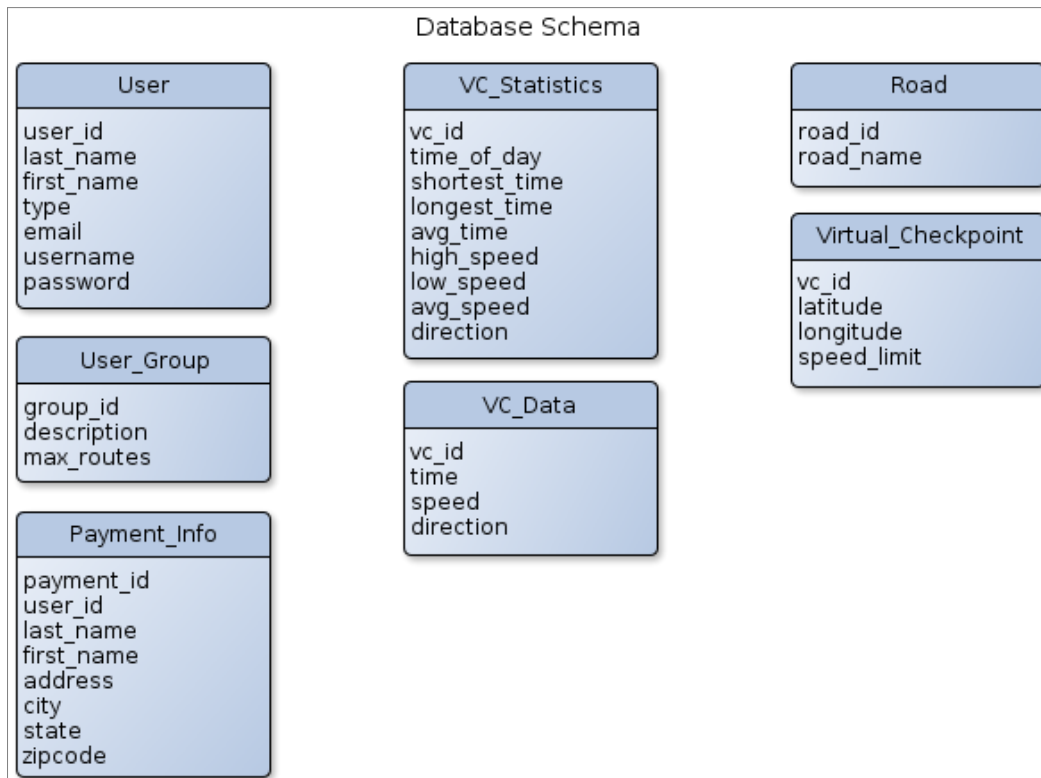 Database Schema
User
user_id
last_name
first_name
type
email
username
password
User_Group
group_id
description
max_routes
Payment_Info
payment_id
user_id
last_name
first_name
address
city
state
zipcode
VC_Statistics
vc_id
time_of_day
shortest_time
longest_time
avg_time
high_speed
low_speed
avg_speed
direction
VC_Data
vc_id
time
speed
direction
Road
road_id
road_name
Virtual_Checkpoint
vc_id
latitude
longitude
speed_limit